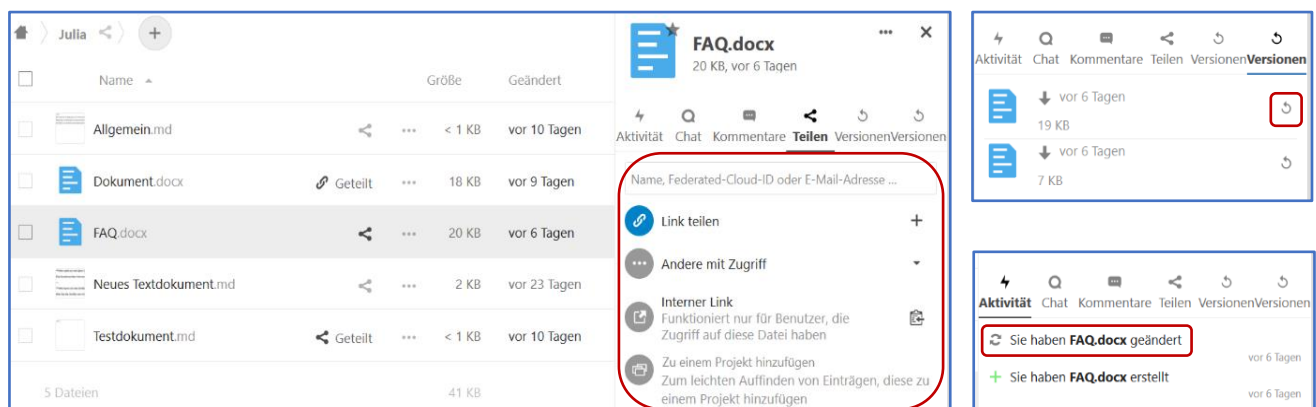 Julia
Name Größe Geändert
Allgemein.md < 1 KB vor 10 Tagen
Dokument.docx Geteilt 18 KB vor 9 Tagen
FAQ.docx 20 KB vor 6 Tagen
Neues Textdokument.md 2 KB vor 23 Tagen
Testdokument.md Geteilt < 1 KB vor 10 Tagen
5 Dateien 41 KB
FAQ.docx
20 KB, vor 6 Tagen
Aktivität Chat Kommentare Teilen Versionen Versionen
Name, Federated-Cloud-ID oder E-Mail-Adresse ...
Link teilen
Andere mit Zugriff
Interner Link
Funktioniert nur für Benutzer, die
Zugriff auf diese Datei haben
Zu einem Projekt hinzufügen
Zum leichten Auffinden von Einträgen, diese zu
einem Projekt hinzufügen
Aktivität Chat Kommentare Teilen Versionen Versionen
vor 6 Tagen
19 KB
vor 6 Tagen
7 KB
Aktivität Chat Kommentare Teilen Versionen Versionen
Sie haben FAQ.docx geändert
vor 6 Tagen
Sie haben FAQ.docx erstellt
vor 6 Tagen